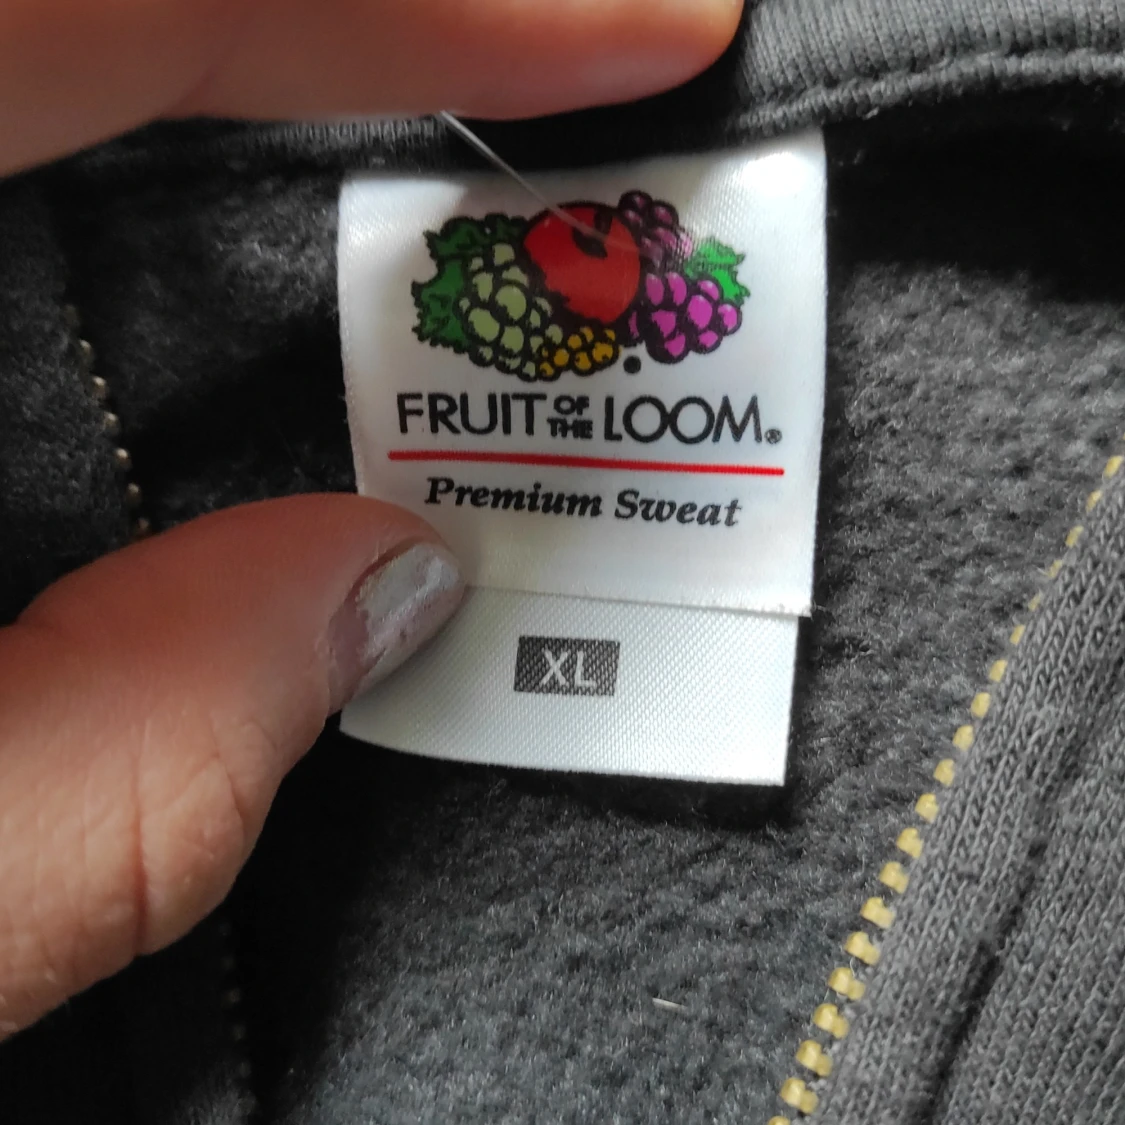 FRUIT OF THE LOOM®
Premium Sweat
XL